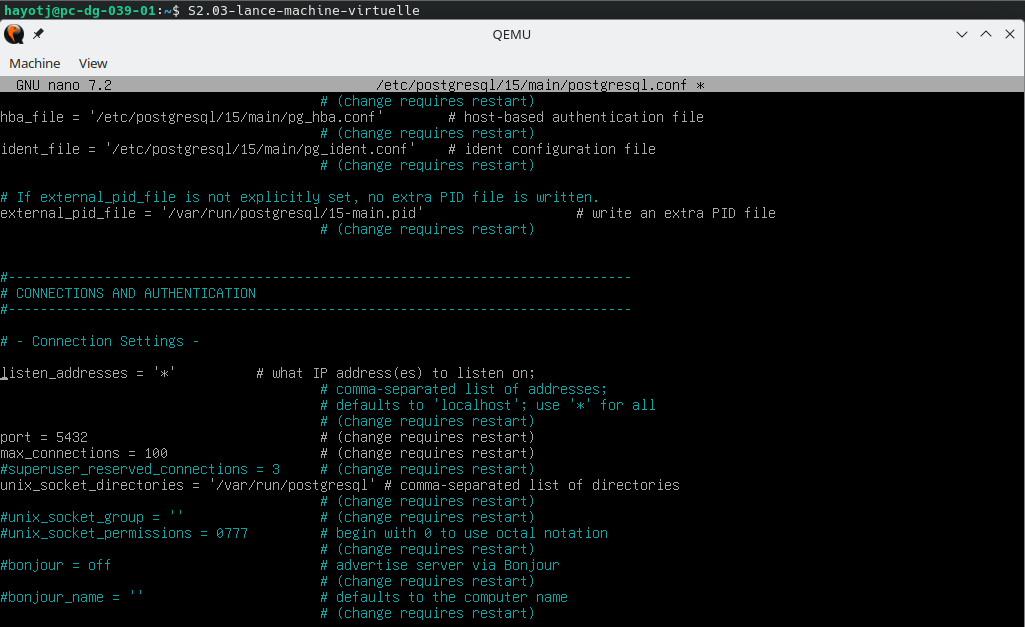 hayotj@pc-dg-039-01:~$ S2.03-lance-machine-virtuelle
QEMU
Machine View
GNU nano 7.2 /etc/postgresql/15/main/postgresql.conf *
# (change requires restart)
hba_file = '/etc/postgresql/15/main/pg_hba.conf' # host-based authentication file
# (change requires restart)
ident_file = '/etc/postgresql/15/main/pg_ident.conf' # ident configuration file
# (change requires restart)
# If external_pid_file is not explicitly set, no extra PID file is written.
external_pid_file = '/var/run/postgresql/15-main.pid' # write an extra PID file
# (change requires restart)
#------------------------------------------------------------------------------
# CONNECTIONS AND AUTHENTICATION
#------------------------------------------------------------------------------
# - Connection Settings -
listen_addresses = '*' # what IP address(es) to listen on;
# comma-separated list of addresses;
# defaults to 'localhost'; use '*' for all
# (change requires restart)
port = 5432 # (change requires restart)
max_connections = 100 # (change requires restart)
#superuser_reserved_connections = 3 # (change requires restart)
unix_socket_directories = '/var/run/postgresql' # comma-separated list of directories
# (change requires restart)
#unix_socket_group = '' # (change requires restart)
#unix_socket_permissions = 0777 # begin with 0 to use octal notation
# (change requires restart)
#bonjour = off # advertise server via Bonjour
# (change requires restart)
#bonjour_name = '' # defaults to the computer name
# (change requires restart)